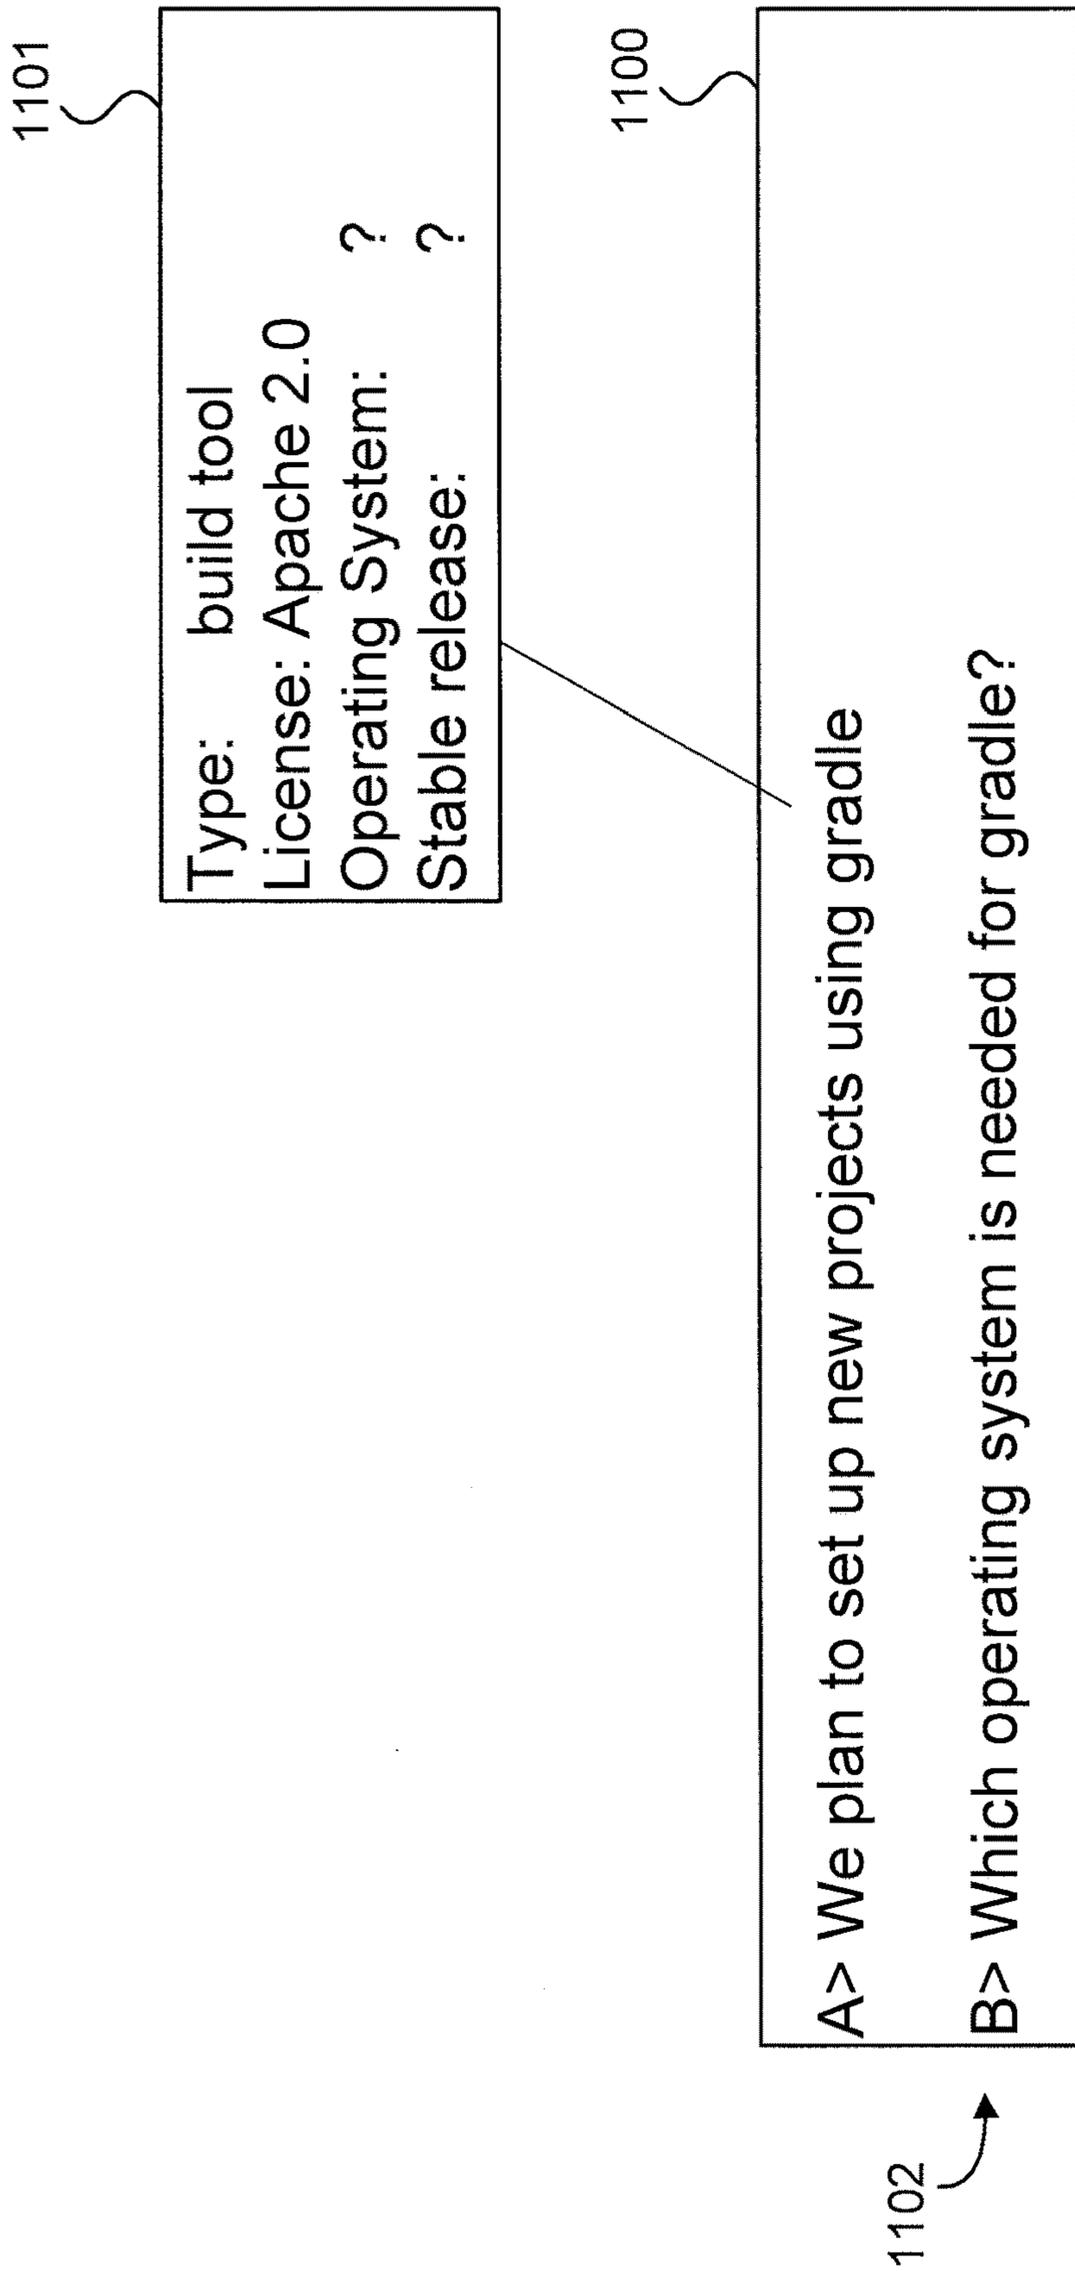 1101
Type: build tool
License: Apache 2.0
Operating System: ?
Stable release: ?
1100
A> We plan to set up new projects using gradle
1102
B> Which operating system is needed for gradle?